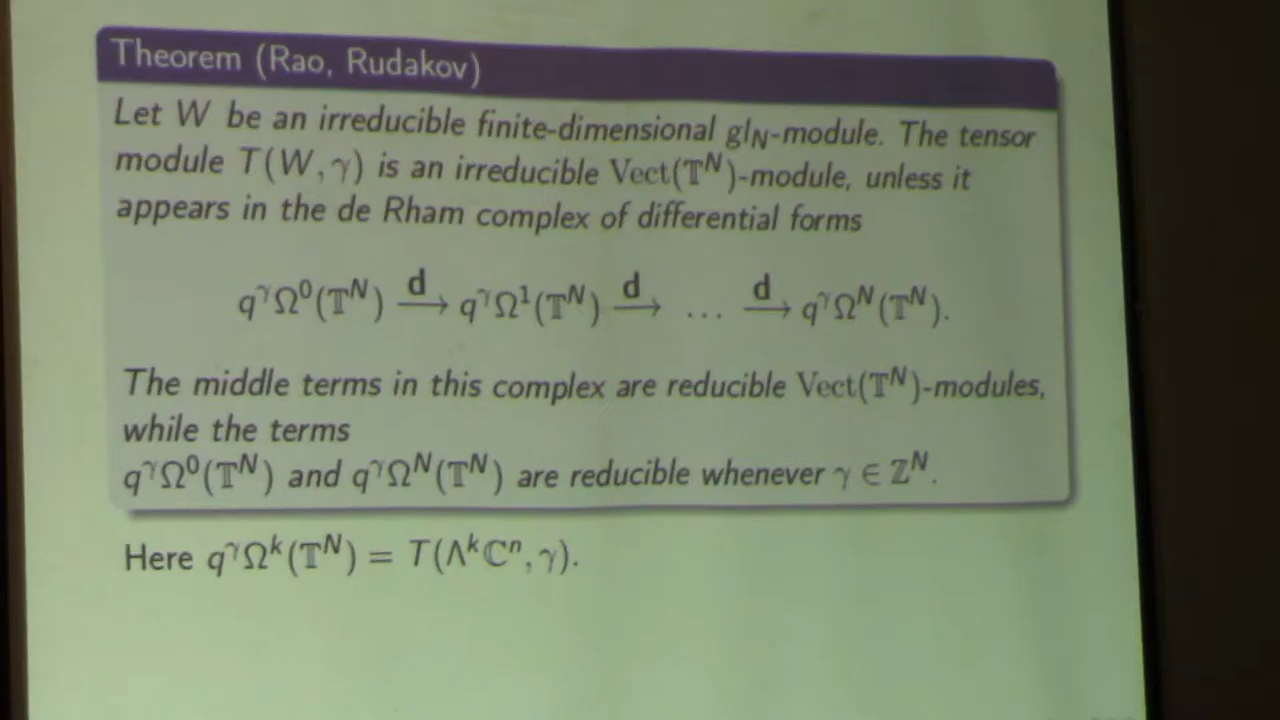 Theorem (Rao, Rudakov)
Let W be an irreducible finite-dimensional gl_N-module. The tensor
module T(W, γ) is an irreducible Vect(𝕋^N)-module, unless it
appears in the de Rham complex of differential forms
q^γΩ^0(𝕋^N) —d→ q^γΩ^1(𝕋^N) —d→ ... —d→ q^γΩ^N(𝕋^N).
The middle terms in this complex are reducible Vect(𝕋^N)-modules,
while the terms
q^γΩ^0(𝕋^N) and q^γΩ^N(𝕋^N) are reducible whenever γ ∈ ℤ^N.
Here q^γΩ^k(𝕋^N) = T(Λ^kℂ^n, γ).